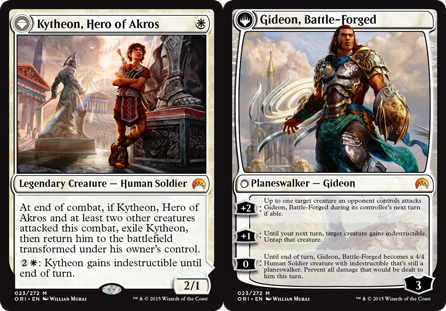 Kytheon, Hero of Akros
Legendary Creature — Human Soldier
At end of combat, if Kytheon, Hero of
Akros and at least two other creatures
attacked this combat, exile Kytheon,
then return him to the battlefield
transformed under his owner's control.
2: Kytheon gains indestructible until
end of turn.
2/1
023/272 M
ORI • EN WILLIAN MURAI
™ & © 2015 Wizards of the Coast
Gideon, Battle-Forged
Planeswalker — Gideon
+2
Up to one target creature an opponent controls attacks
Gideon, Battle-Forged during its controller's next turn
if able.
+1
Until your next turn, target creature gains indestructible.
Untap that creature.
0
Until end of turn, Gideon, Battle-Forged becomes a 4/4
Human Soldier creature with indestructible that's still a
planeswalker. Prevent all damage that would be dealt to
him this turn.
3
023/272 M
ORI • EN WILLIAN MURAI
™ & © 2015 Wizards of the Coast